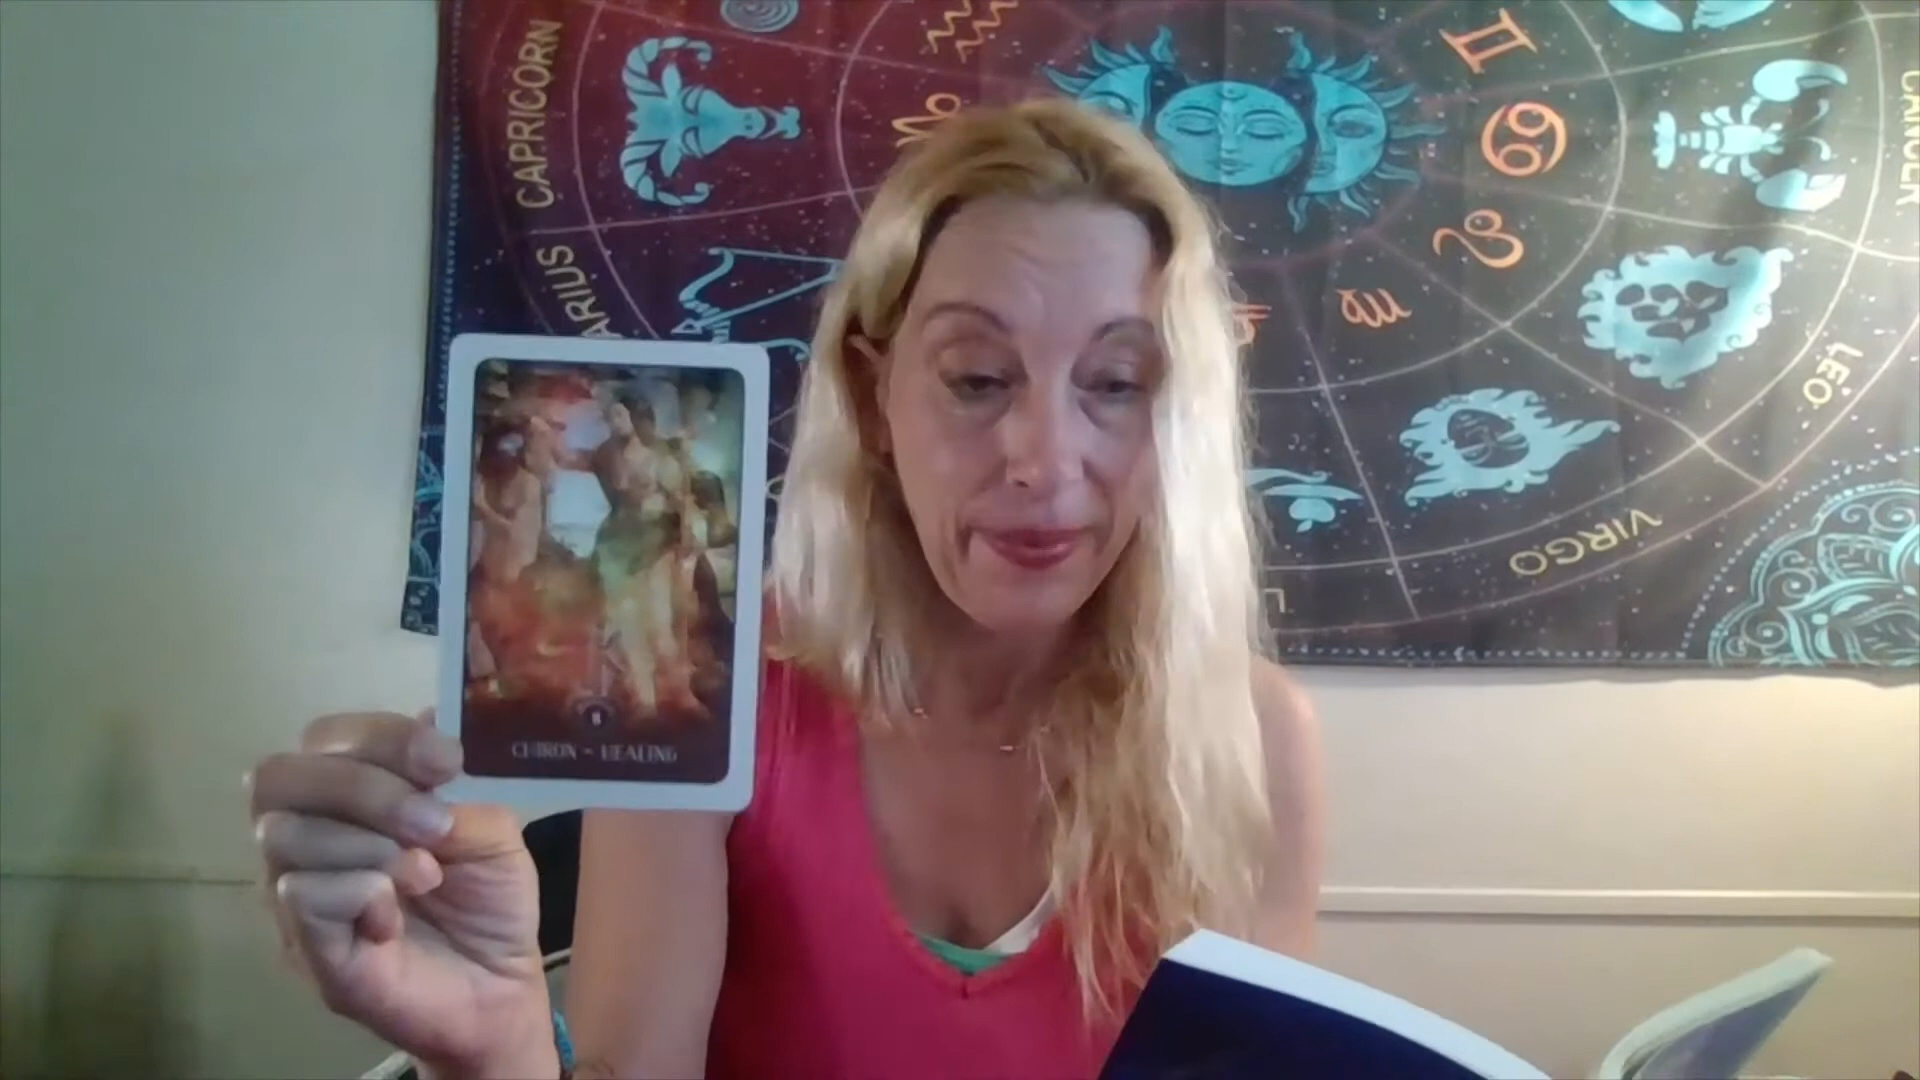 CAPRICORN
ARIUS
CANCER
LEO
VIRGO
L
CHIRON ~ HEALING